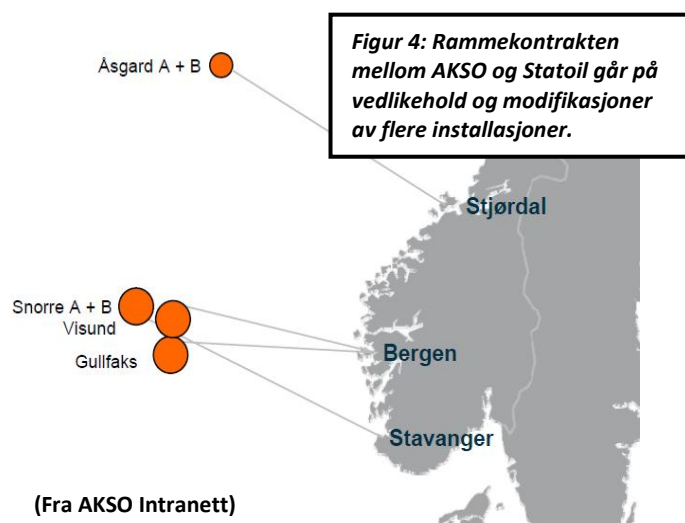 Figur 4: Rammekontrakten
mellom AKSO og Statoil går på
vedlikehold og modifikasjoner
av flere installasjoner.
Åsgard A + B
Stjørdal
Snorre A + B
Visund
Gullfaks
Bergen
Stavanger
(Fra AKSO Intranett)